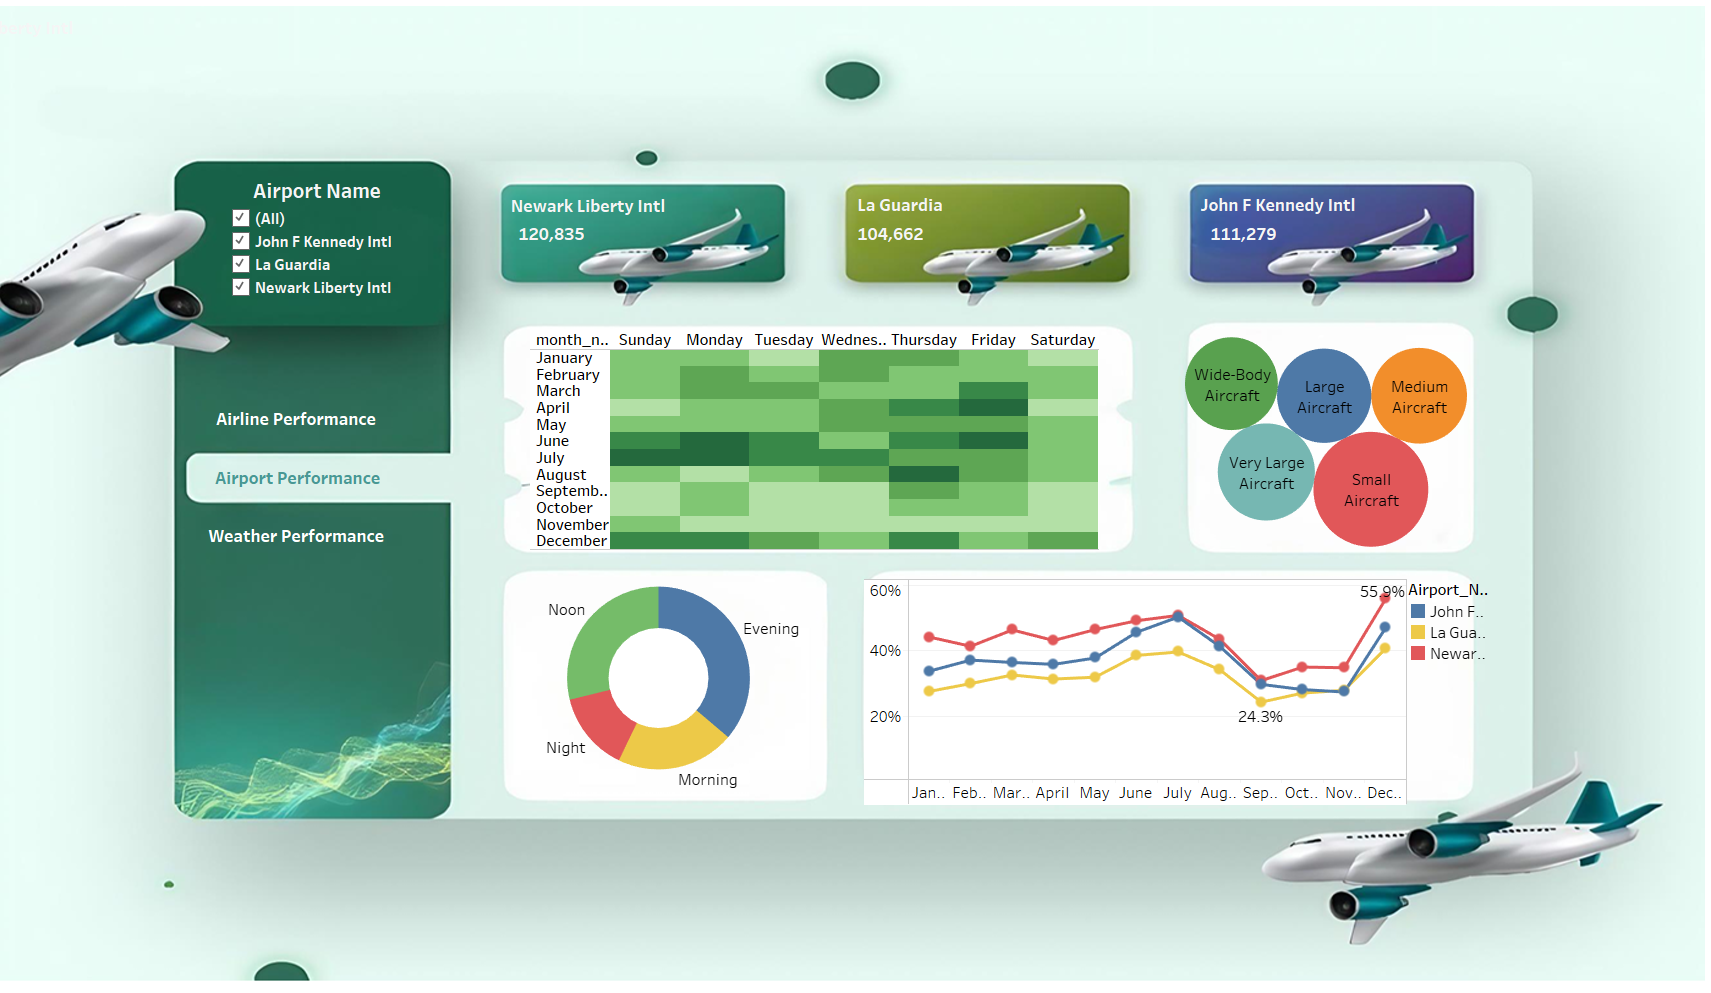 Airport Name
(All)
John F Kennedy Intl
La Guardia
Newark Liberty Intl
Airline Performance
Airport Performance
Weather Performance
Newark Liberty Intl
120,835
La Guardia
104,662
John F Kennedy Intl
111,279
month_n.. Sunday Monday Tuesday Wednes.. Thursday Friday Saturday
January
February
March
April
May
June
July
August
Septemb..
October
November
December
Wide-Body
Aircraft
Large
Aircraft
Medium
Aircraft
Very Large
Aircraft
Small
Aircraft
Noon
Evening
Night
Morning
60%
40%
20%
55.9%
24.3%
Jan.. Feb.. Mar.. April May June July Aug.. Sep.. Oct.. Nov.. Dec..
Airport_N..
John F..
La Gua..
Newar..